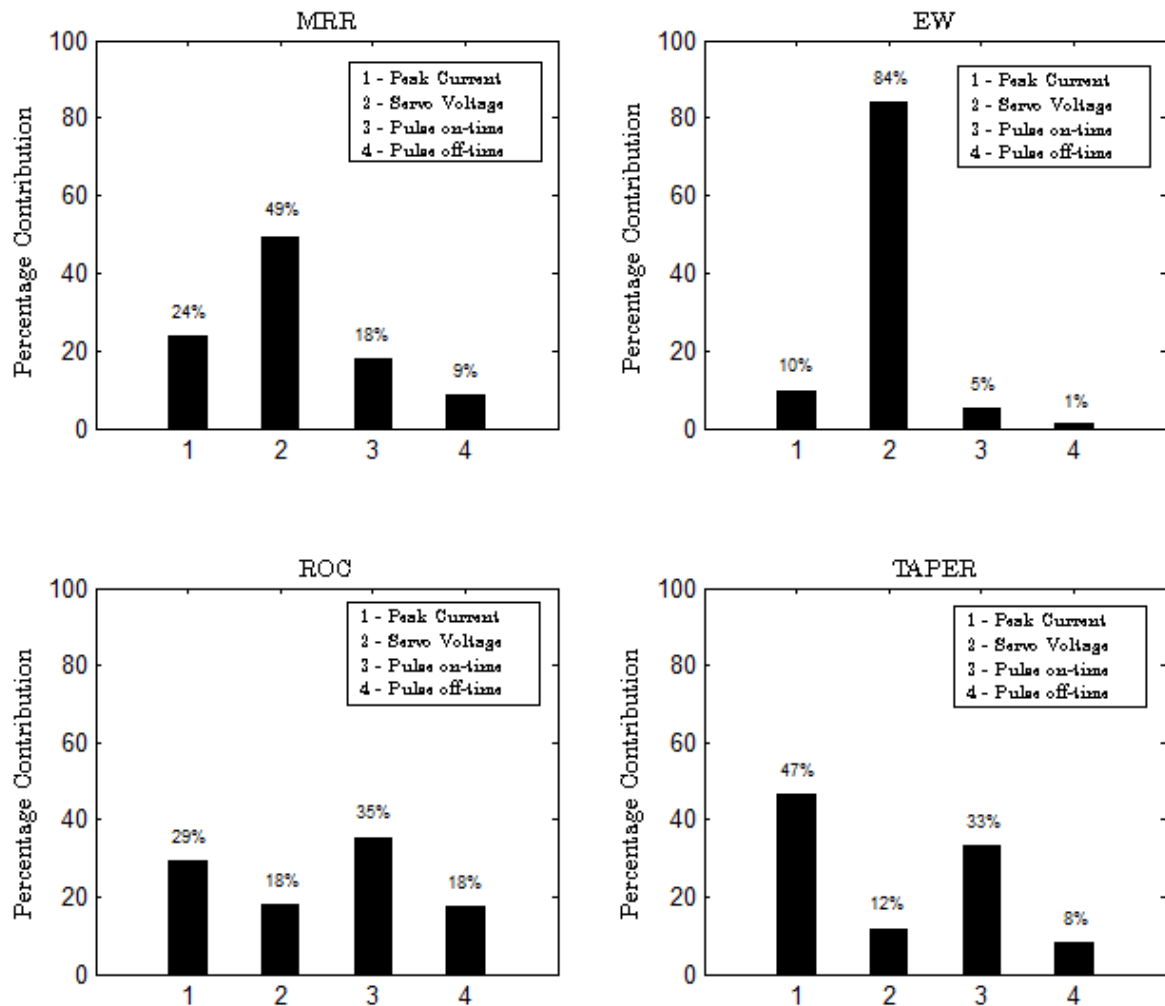 MRR
100
80
60
40
20
0
Percentage Contribution
1 - Peak Current
2 - Servo Voltage
3 - Pulse on-time
4 - Pulse off-time
24%
49%
18%
9%
1 2 3 4
EW
100
80
60
40
20
0
Percentage Contribution
1 - Peak Current
2 - Servo Voltage
3 - Pulse on-time
4 - Pulse off-time
10%
84%
5%
1%
1 2 3 4
ROC
100
80
60
40
20
0
Percentage Contribution
1 - Peak Current
2 - Servo Voltage
3 - Pulse on-time
4 - Pulse off-time
29%
18%
35%
18%
1 2 3 4
TAPER
100
80
60
40
20
0
Percentage Contribution
1 - Peak Current
2 - Servo Voltage
3 - Pulse on-time
4 - Pulse off-time
47%
12%
33%
8%
1 2 3 4